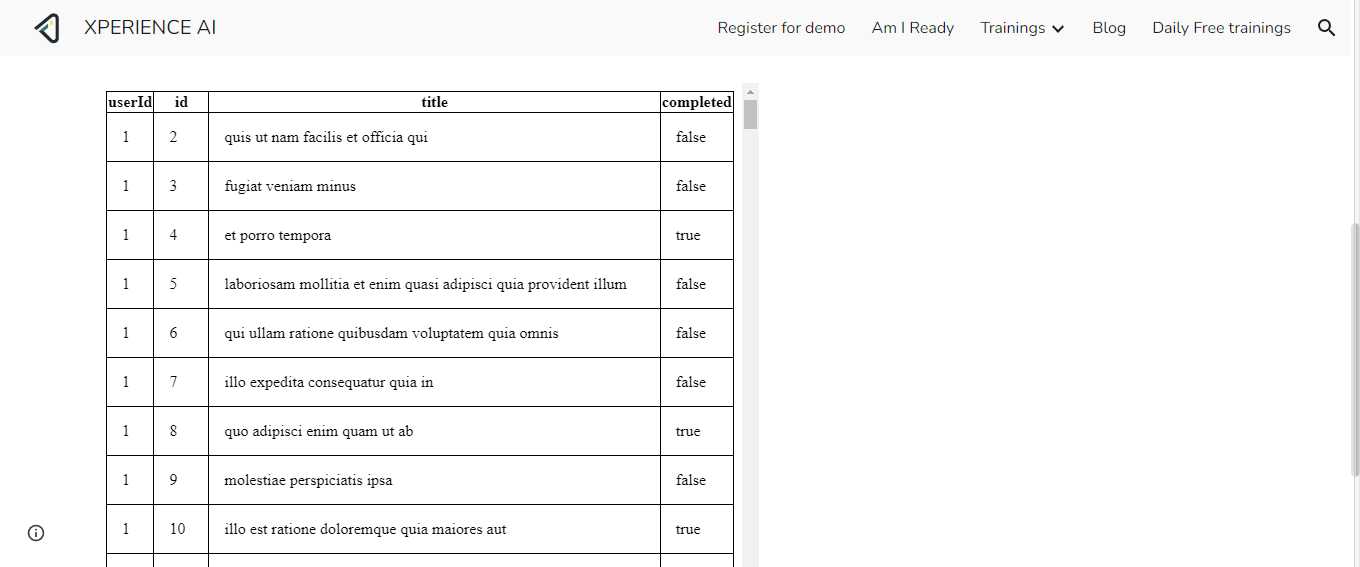 XPERIENCE AI Register for demo Am I Ready Trainings Blog Daily Free trainings
userId id title completed
1 2 quis ut nam facilis et officia qui false
1 3 fugiat veniam minus false
1 4 et porro tempora true
1 5 laboriosam mollitia et enim quasi adipisci quia provident illum false
1 6 qui ullam ratione quibusdam voluptatem quia omnis false
1 7 illo expedita consequatur quia in false
1 8 quo adipisci enim quam ut ab true
1 9 molestiae perspiciatis ipsa false
1 10 illo est ratione doloremque quia maiores aut true